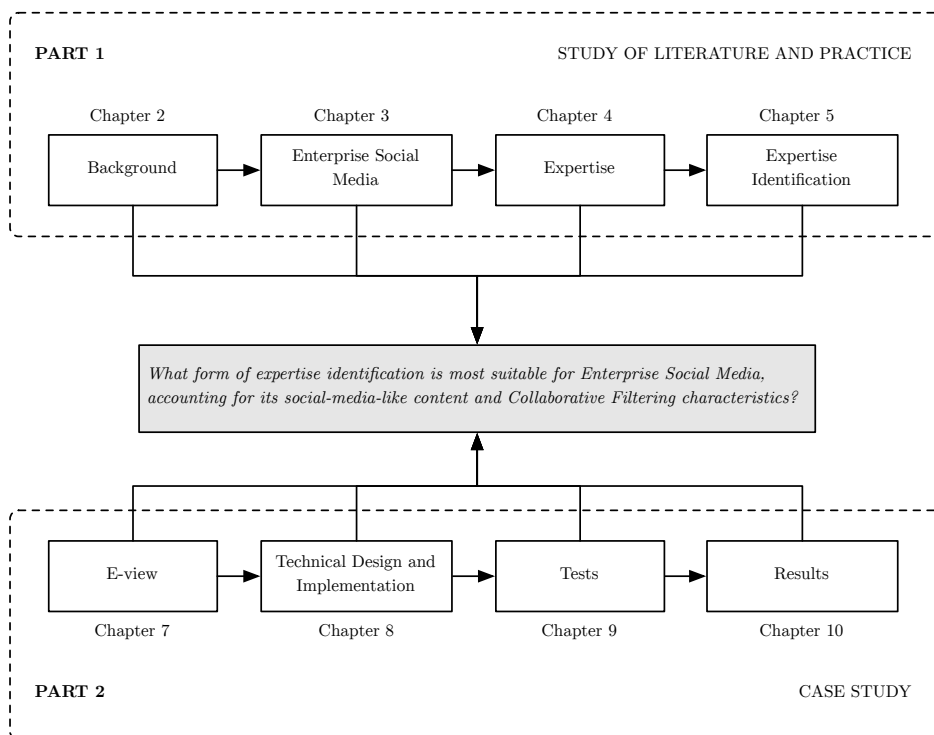 PART 1
STUDY OF LITERATURE AND PRACTICE
Chapter 2
Chapter 3
Chapter 4
Chapter 5
Background
Enterprise Social
Media
Expertise
Expertise
Identification
What form of expertise identification is most suitable for Enterprise Social Media,
accounting for its social-media-like content and Collaborative Filtering characteristics?
E-view
Technical Design and
Implementation
Tests
Results
Chapter 7
Chapter 8
Chapter 9
Chapter 10
PART 2
CASE STUDY